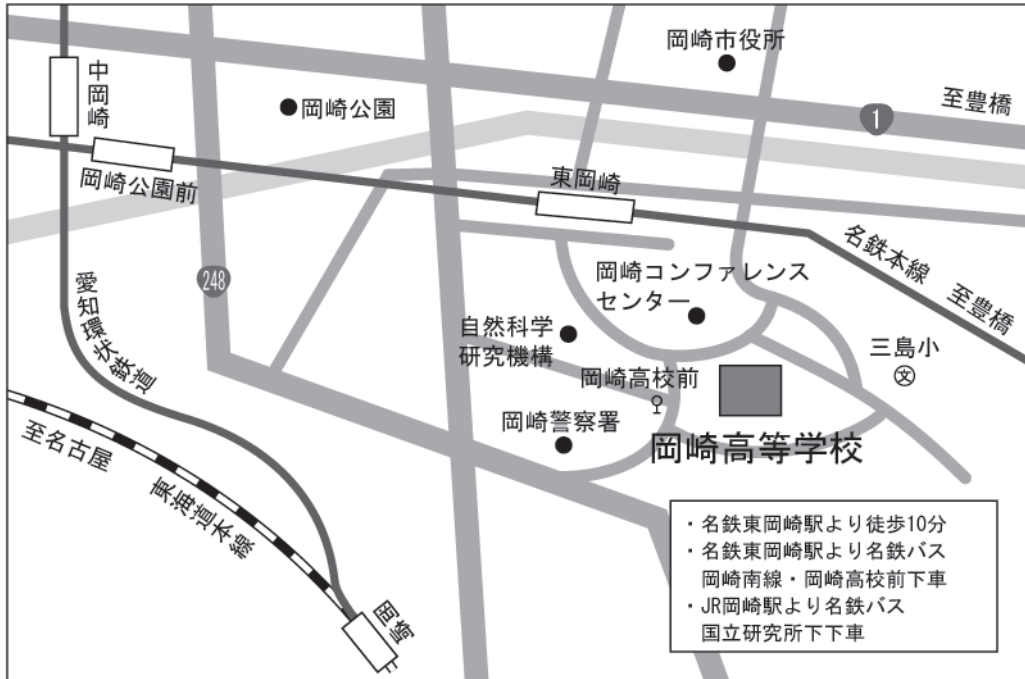 岡崎市役所
中岡崎
岡崎公園
至豊橋
1
岡崎公園前
東岡崎
名鉄本線
至豊橋
248
愛知環状鉄道
岡崎コンファレンス
センター
自然科学
研究機構
三島小
文
岡崎高校前
岡崎警察署
岡崎高等学校
至名古屋
東海道本線
岡崎
・名鉄東岡崎駅より徒歩10分
・名鉄東岡崎駅より名鉄バス
岡崎南線・岡崎高校前下車
・JR岡崎駅より名鉄バス
国立研究所下下車